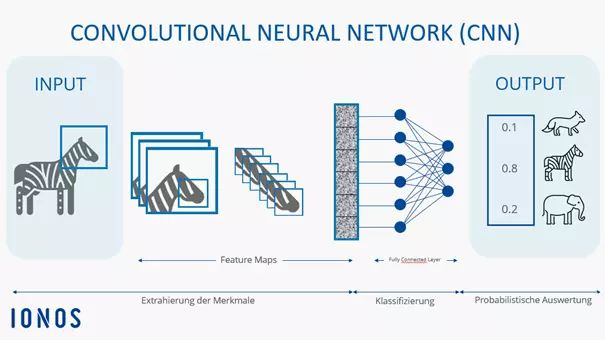 CONVOLUTIONAL NEURAL NETWORK (CNN)
INPUT
OUTPUT
0.1
0.8
0.2
Feature Maps
Fully Connected Layer
Extrahierung der Merkmale
Klassifizierung
Probabilistische Auswertung
IONOS